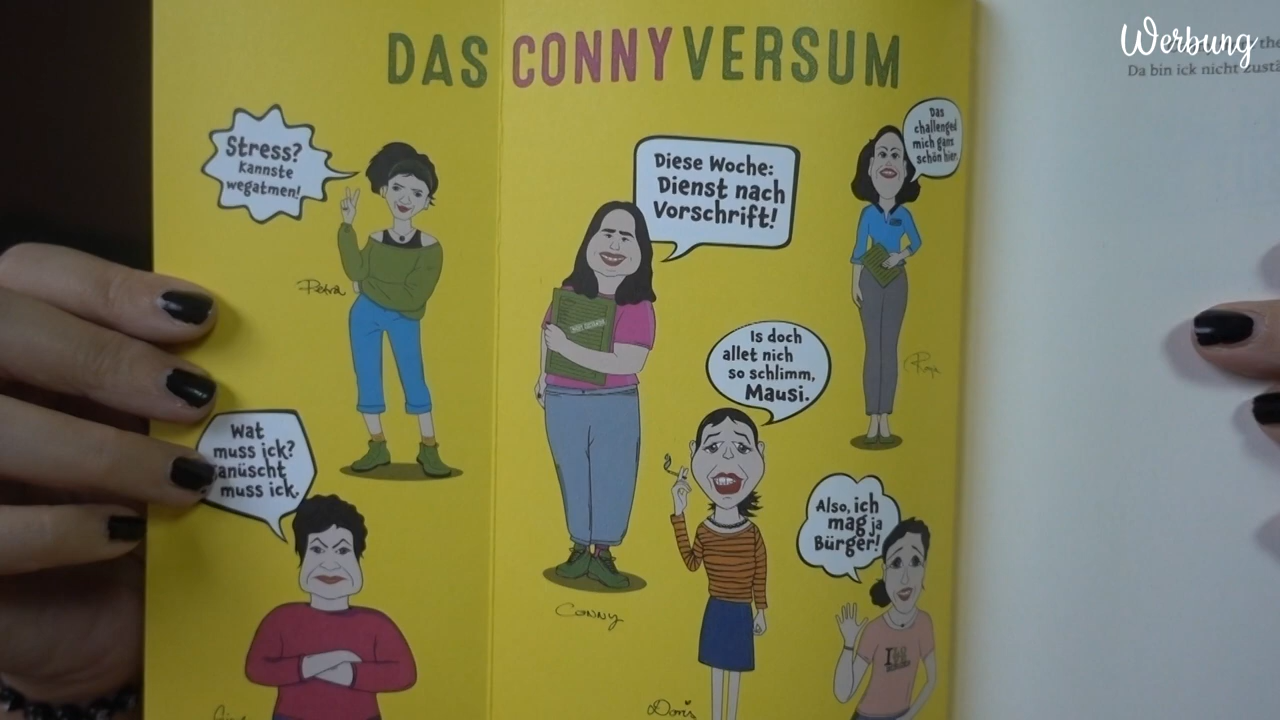 Werbung
Da bin ick nicht
DAS CONNYVERSUM
Stress?
Kannste
wegatmen!
Petra
Diese Woche:
Dienst nach
Vorschrift!
Conny
Das
challenged
mich ganz
schön hier.
Is doch
allet nich
so schlimm,
Mausi.
Doris
Wat
muss ick?
muss ick.
Also, ich
mag ja
Bürger!